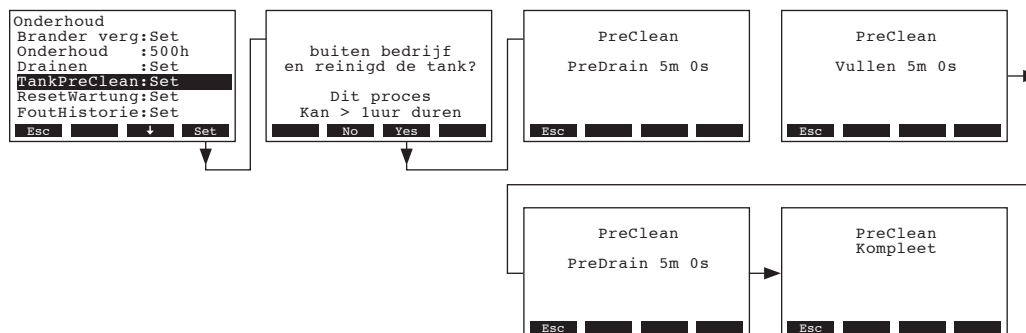 Onderhoud
Brander verg:Set
Onderhoud :500h
Drainen :Set
TankPreClean:Set
ResetWartung:Set
FoutHistorie:Set
Esc ↓ Set
buiten bedrijf
en reinigd de tank?
Dit proces
Kan > 1uur duren
No Yes
PreClean
PreDrain 5m 0s
Esc
PreClean
Vullen 5m 0s
Esc
PreClean
PreDrain 5m 0s
Esc
PreClean
Kompleet
Esc